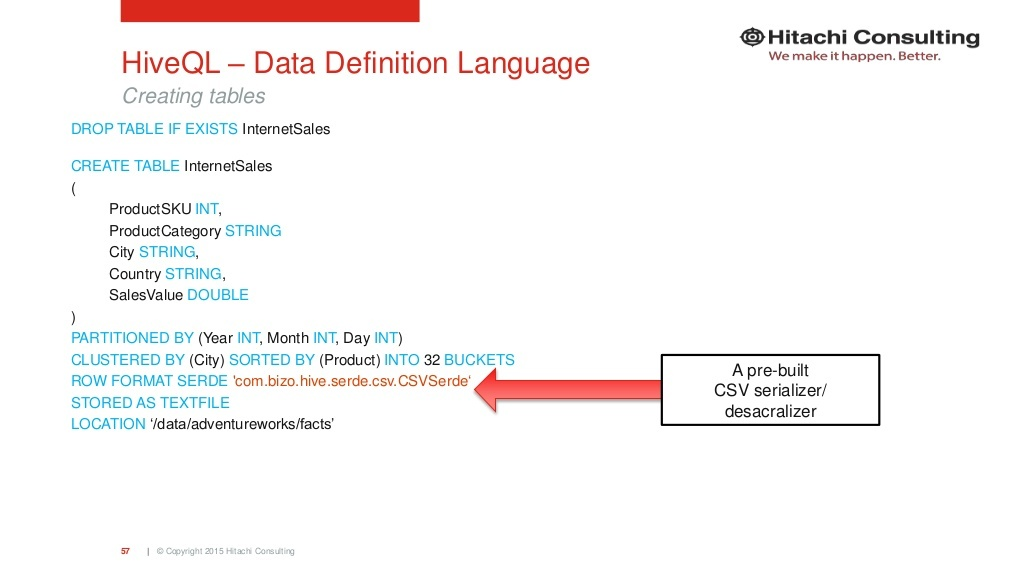 Hitachi Consulting
We make it happen. Better.
HiveQL – Data Definition Language
Creating tables
DROP TABLE IF EXISTS InternetSales
CREATE TABLE InternetSales
(
ProductSKU INT,
ProductCategory STRING
City STRING,
Country STRING,
SalesValue DOUBLE
)
PARTITIONED BY (Year INT, Month INT, Day INT)
CLUSTERED BY (City) SORTED BY (Product) INTO 32 BUCKETS
ROW FORMAT SERDE 'com.bizo.hive.serde.csv.CSVSerde‘
STORED AS TEXTFILE
LOCATION ‘/data/adventureworks/facts’
A pre-built
CSV serializer/
desacralizer
57 | © Copyright 2015 Hitachi Consulting